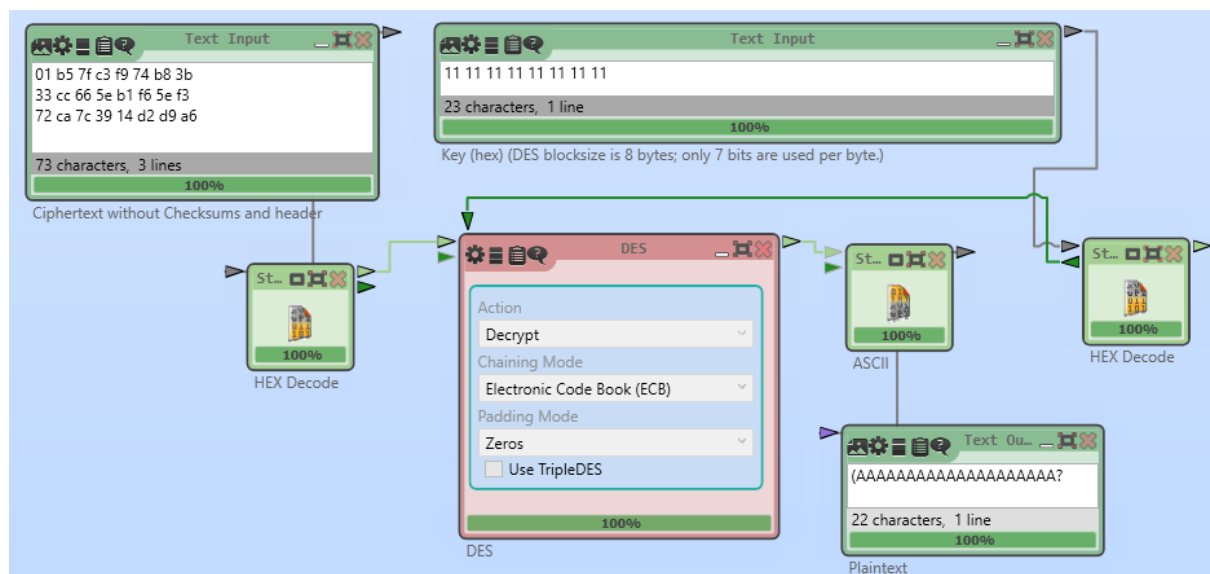 Text Input
01 b5 7f c3 f9 74 b8 3b
33 cc 66 5e b1 f6 5e f3
72 ca 7c 39 14 d2 d9 a6
73 characters, 3 lines
100%
Ciphertext without Checksums and header
Text Input
11 11 11 11 11 11 11 11
23 characters, 1 line
100%
Key (hex) (DES blocksize is 8 bytes; only 7 bits are used per byte.)
St...
100%
HEX Decode
DES
Action
Decrypt
Chaining Mode
Electronic Code Book (ECB)
Padding Mode
Zeros
Use TripleDES
100%
DES
St...
100%
ASCII
St...
100%
HEX Decode
Text Ou...
(AAAAAAAAAAAAAAAAAAAA?
22 characters, 1 line
100%
Plaintext